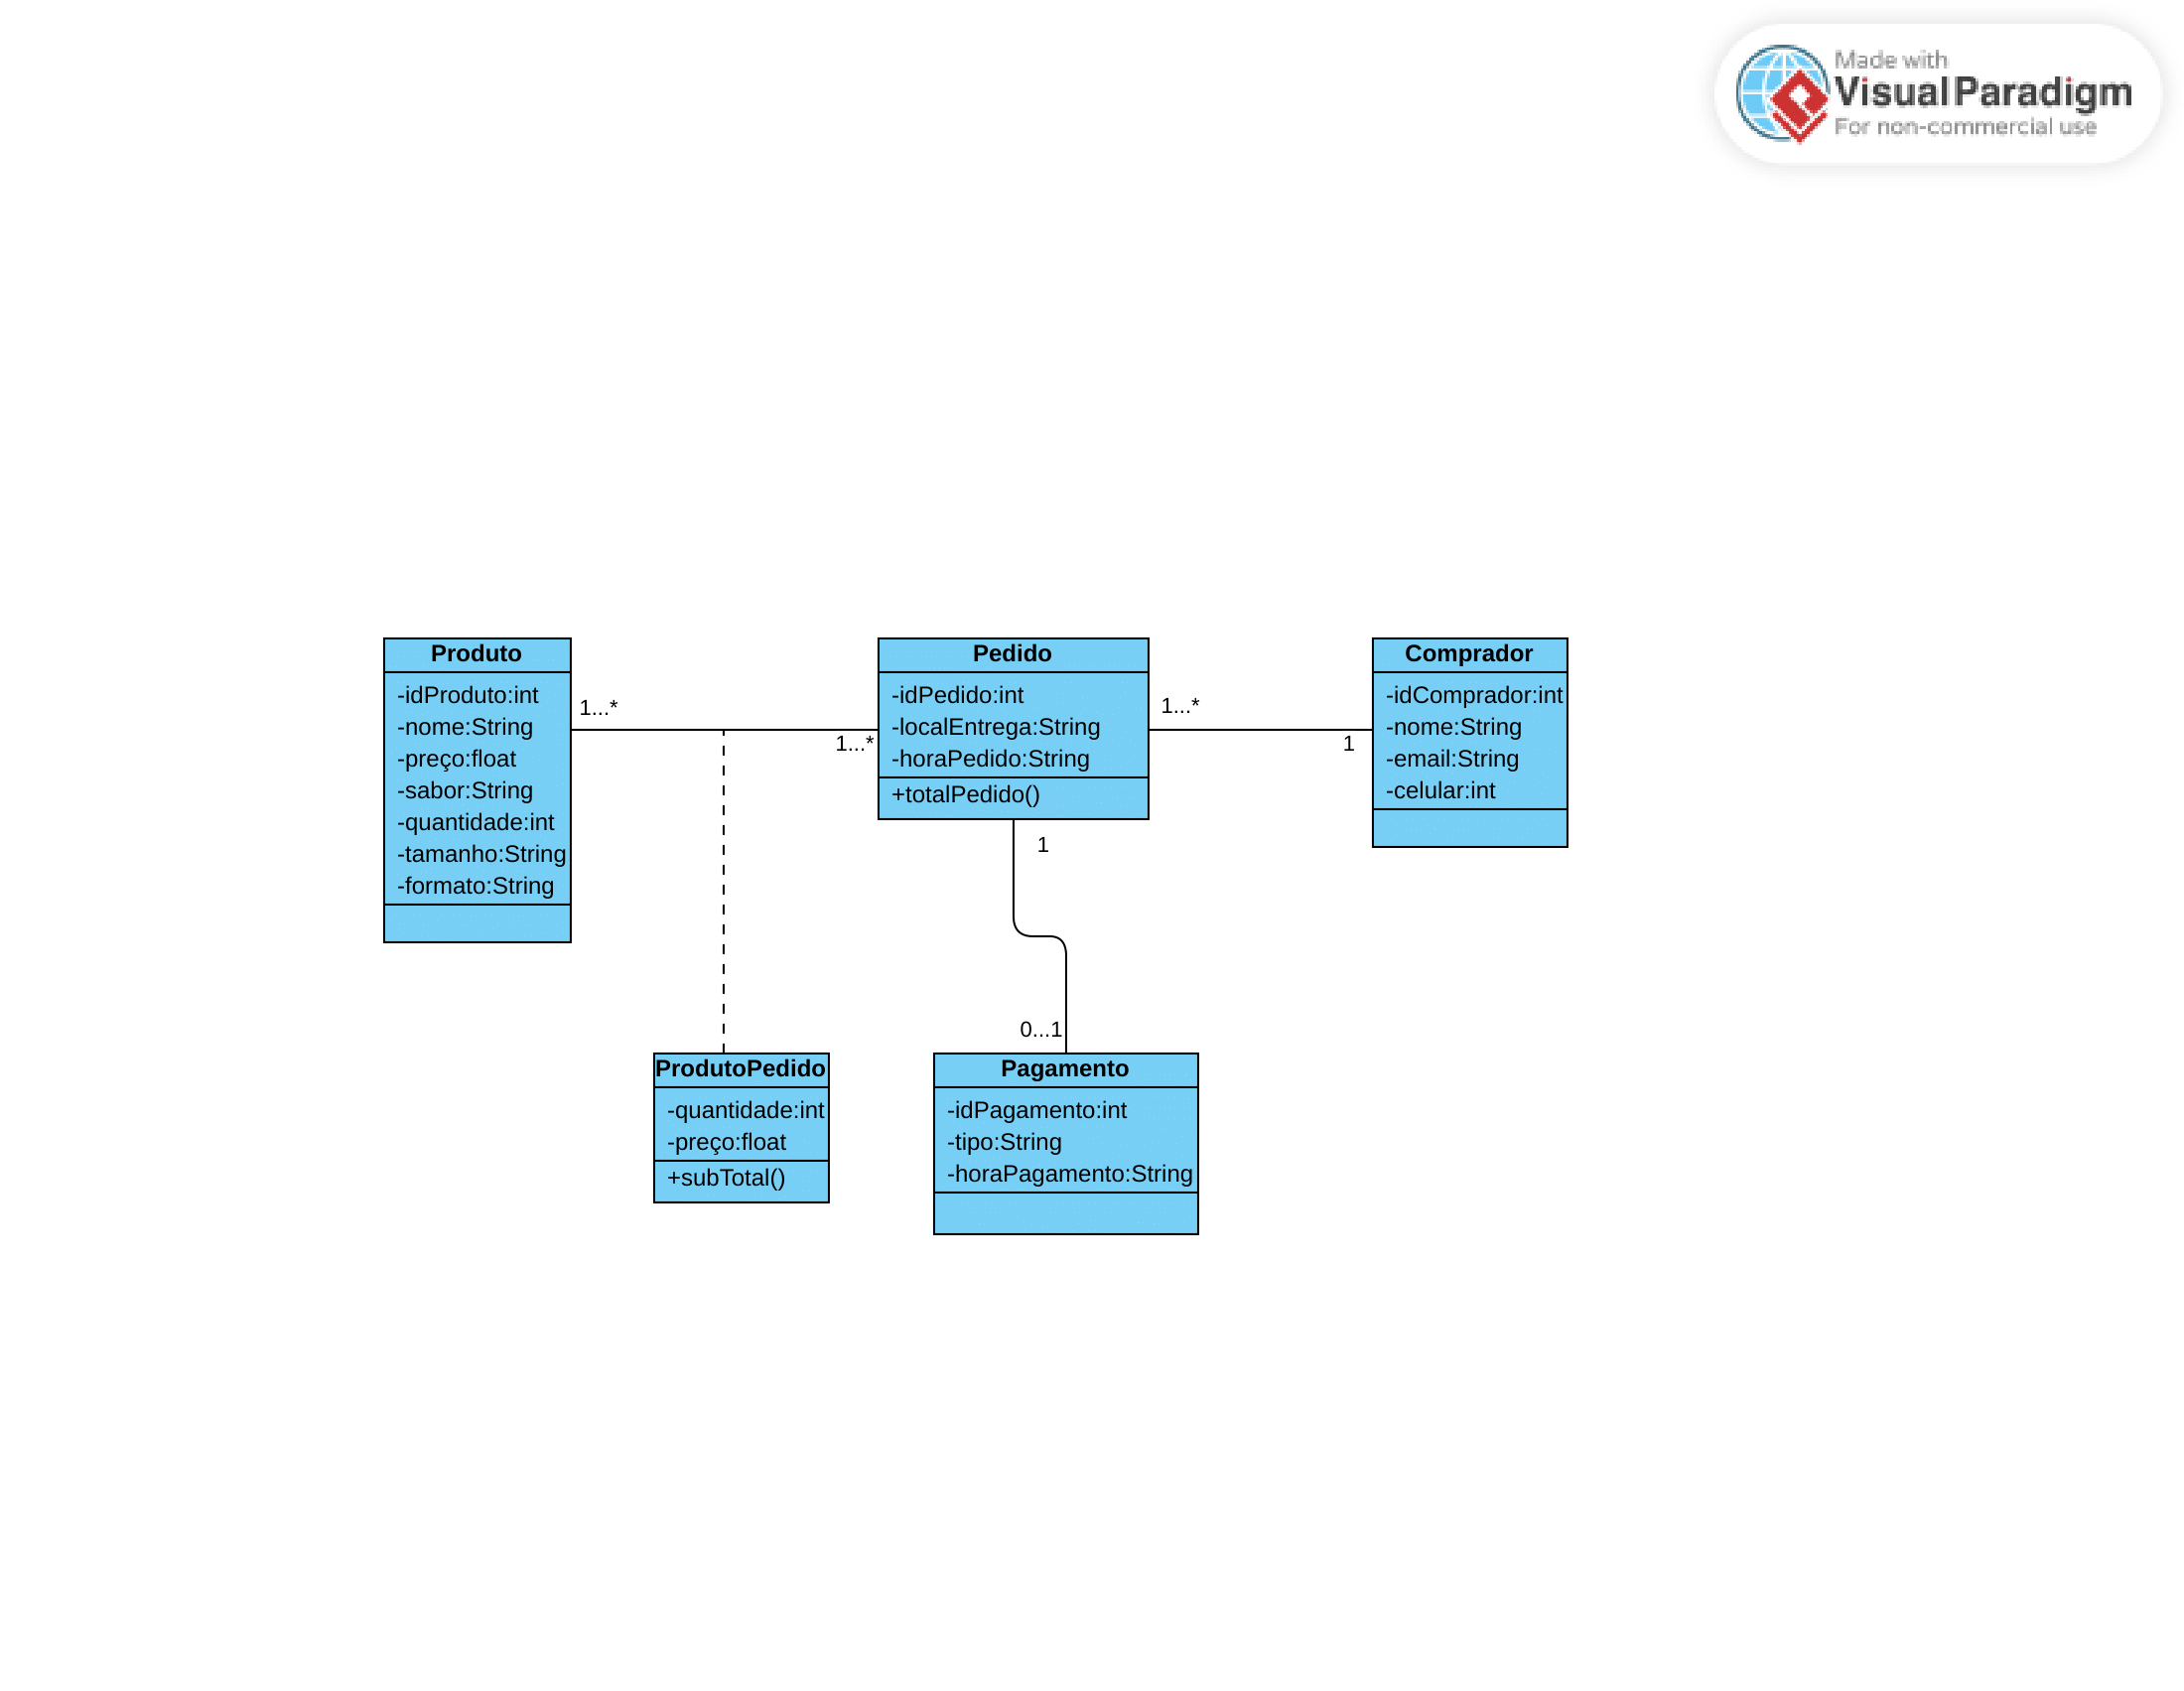 Made with
Visual Paradigm
For non-commercial use
Produto
-idProduto:int
-nome:String
-preço:float
-sabor:String
-quantidade:int
-tamanho:String
-formato:String
1...*
1...*
Pedido
-idPedido:int
-localEntrega:String
-horaPedido:String
+totalPedido()
1...*
1
Comprador
-idComprador:int
-nome:String
-email:String
-celular:int
1
0...1
ProdutoPedido
-quantidade:int
-preço:float
+subTotal()
Pagamento
-idPagamento:int
-tipo:String
-horaPagamento:String